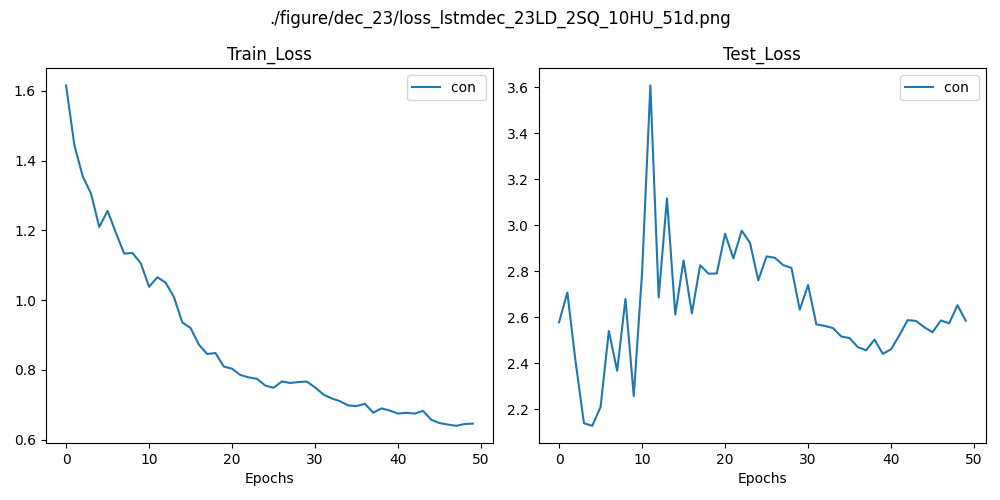 ./figure/dec_23/loss_lstmdec_23LD_2SQ_10HU_51d.png
Train_Loss
Test_Loss
con
con
1.6
1.4
1.2
1.0
0.8
0.6
0 10 20 30 40 50
Epochs
3.6
3.4
3.2
3.0
2.8
2.6
2.4
2.2
0 10 20 30 40 50
Epochs